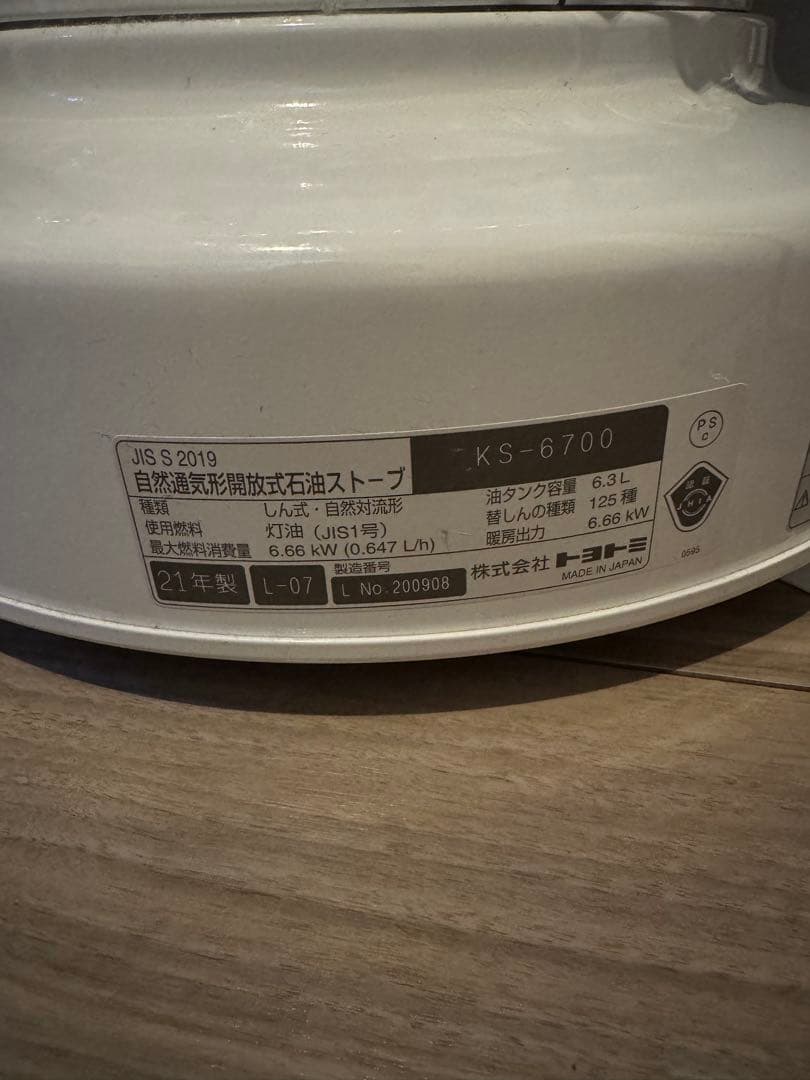 JIS S 2019
自然通気形開放式石油ストーブ
KS-6700
種類 しん式・自然対流形
使用燃料 灯油 (JIS1号)
最大燃料消費量 6.66 kW (0.647 L/h)
油タンク容量 6.3 L
替しんの種類 125 種
暖房出力 6.66 kW
21年製
L-07
製造番号
L No. 200908
株式会社 トヨトミ
MADE IN JAPAN
PS
C
認証
JHIA
0595